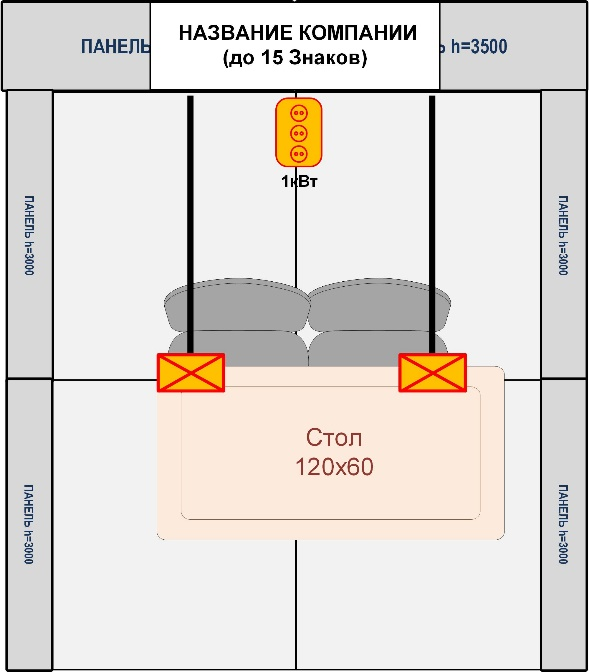 НАЗВАНИЕ КОМПАНИИ
(до 15 Знаков)
ПАНЕЛЬ h=3500
1кВт
ПАНЕЛЬ h=3000
ПАНЕЛЬ h=3000
Стол
120х60
ПАНЕЛЬ h=3000
ПАНЕЛЬ h=3000